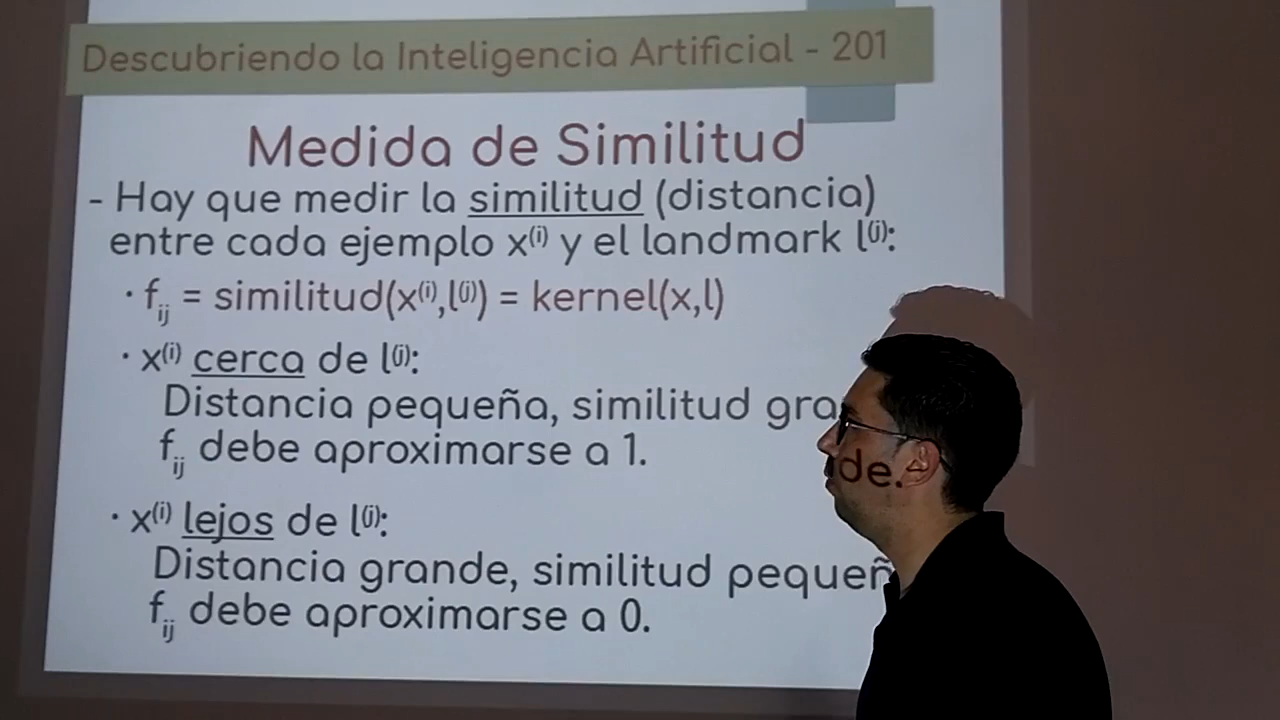 Descubriendo la Inteligencia Artificial - 201
Medida de Similitud
- Hay que medir la similitud (distancia)
entre cada ejemplo x⁽ⁱ⁾ y el landmark l⁽ʲ⁾:
· fᵢⱼ = similitud(x⁽ⁱ⁾,l⁽ʲ⁾) = kernel(x,l)
· x⁽ⁱ⁾ cerca de l⁽ʲ⁾:
Distancia pequeña, similitud grande.
fᵢⱼ debe aproximarse a 1.
· x⁽ⁱ⁾ lejos de l⁽ʲ⁾:
Distancia grande, similitud pequeñ
fᵢⱼ debe aproximarse a 0.